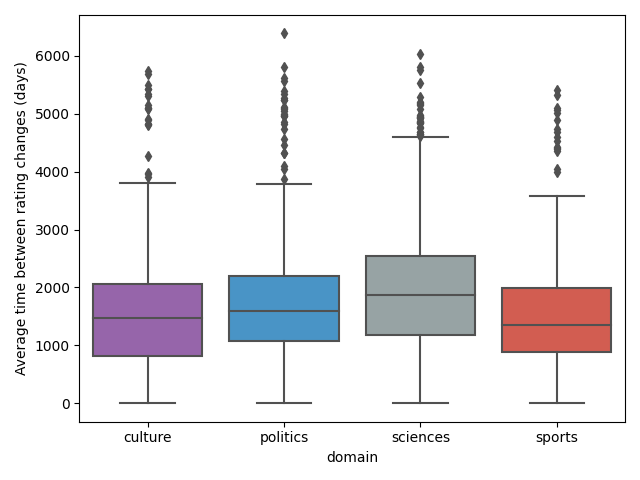 Average time between rating changes (days)
6000
5000
4000
3000
2000
1000
0
culture politics sciences sports
domain